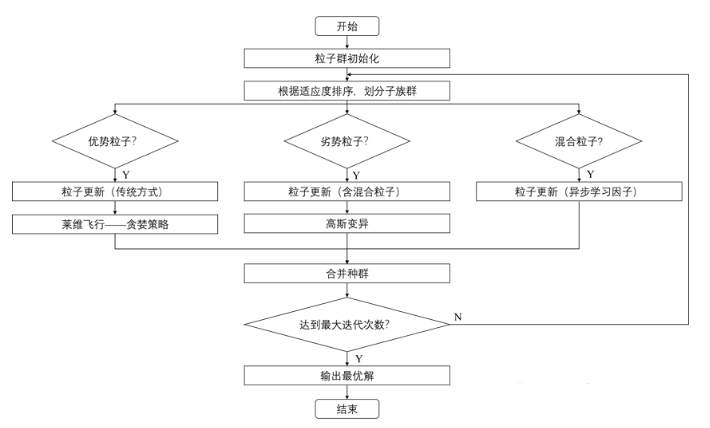 开始
粒子群初始化
根据适应度排序，划分子族群
优势粒子？
劣势粒子？
混合粒子？
Y
Y
Y
粒子更新（传统方式）
粒子更新（含混合粒子）
粒子更新（异步学习因子）
莱维飞行——贪婪策略
高斯变异
合并种群
达到最大迭代次数？
N
Y
输出最优解
结束